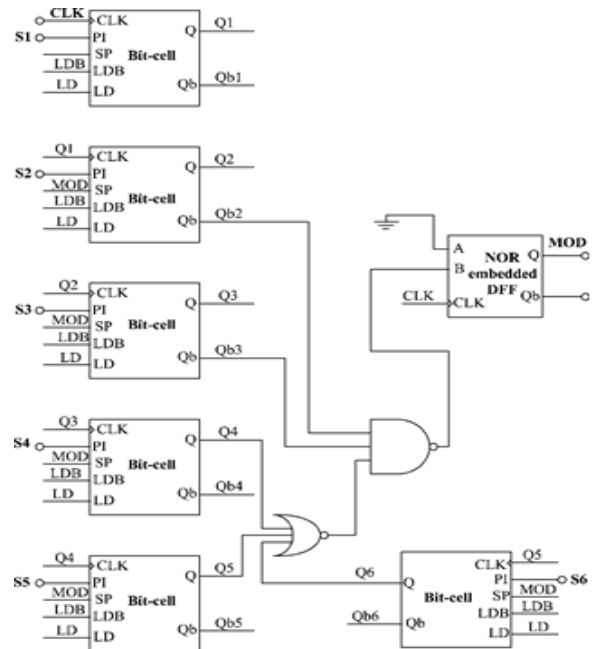 CLK
CLK
Q
Q1
S1
PI
SP
Bit-cell
LDB
LDB
LD
LD
Qb
Qb1
Q1
CLK
Q
Q2
S2
PI
MOD
SP
Bit-cell
LDB
LDB
LD
LD
Qb
Qb2
A
Q
MOD
B
NOR
embedded
DFF
CLK
CLK
Qb
Q2
CLK
Q
Q3
S3
PI
MOD
SP
Bit-cell
LDB
LDB
LD
LD
Qb
Qb3
Q3
CLK
Q
Q4
S4
PI
MOD
SP
Bit-cell
LDB
LDB
LD
LD
Qb
Qb4
Q4
CLK
Q
Q5
S5
PI
MOD
SP
Bit-cell
LDB
LDB
LD
LD
Qb
Qb5
CLK
Q5
Q6
Q
PI
S6
SP
MOD
Bit-cell
LDB
LDB
Qb6
Qb
LD
LD